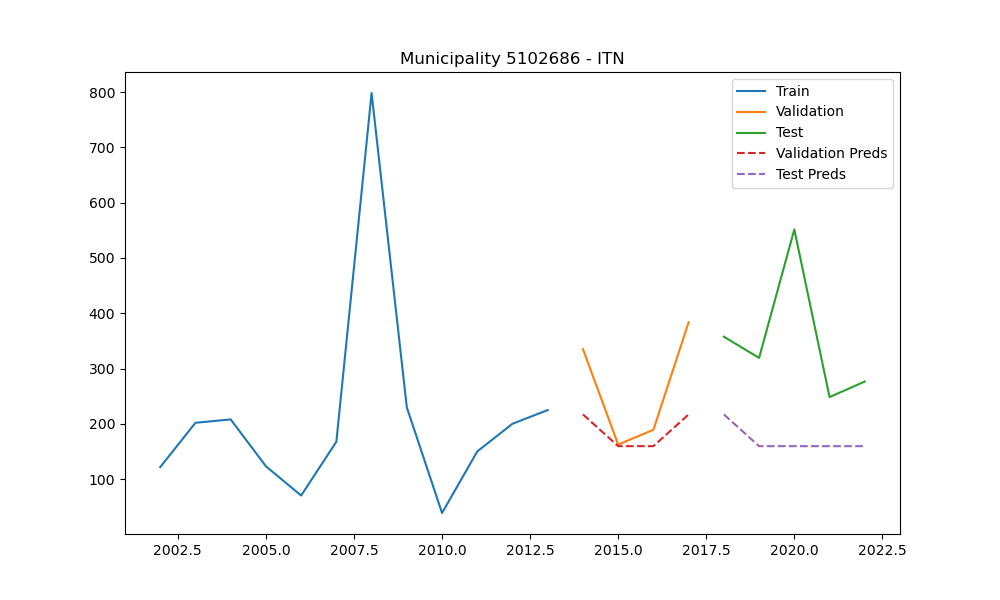 Municipality 5102686 - ITN
Train
Validation
Test
Validation Preds
Test Preds
800
700
600
500
400
300
200
100
2002.5 2005.0 2007.5 2010.0 2012.5 2015.0 2017.5 2020.0 2022.5